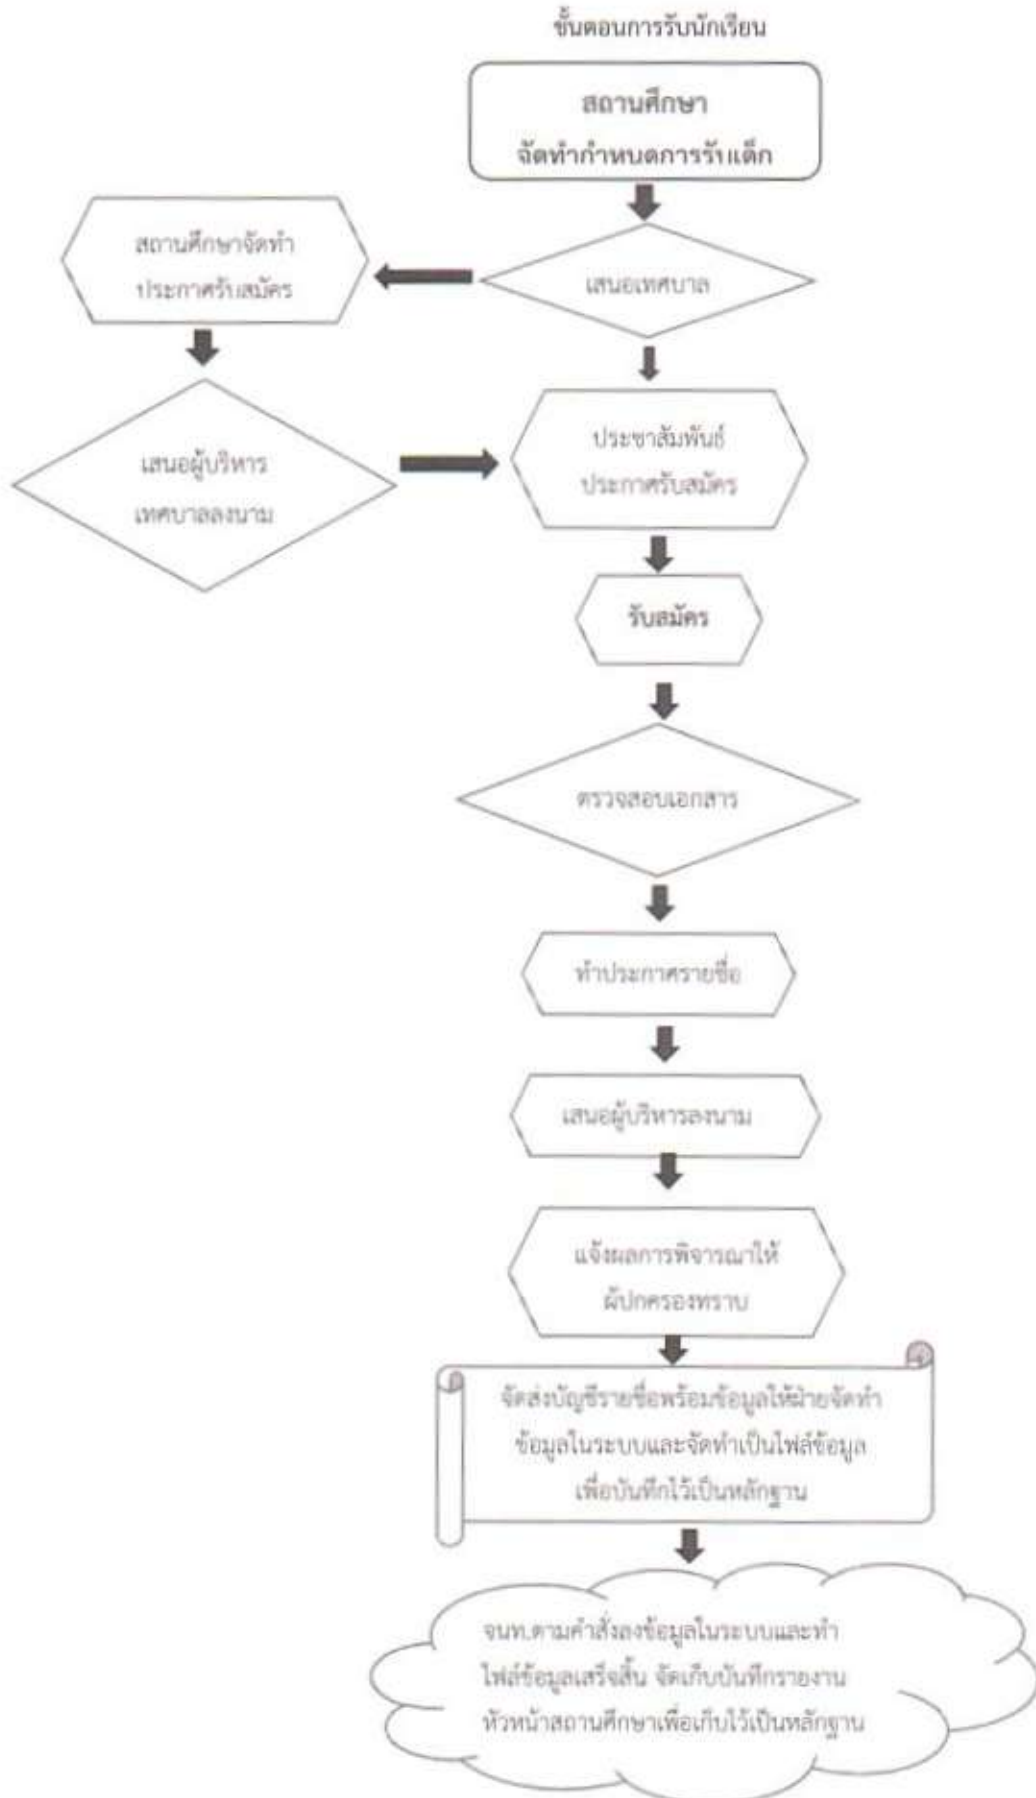 ขั้นตอนการรับนักเรียน
สถานศึกษา
จัดทำกำหนดการรับเด็ก
เสนอเทศบาล
สถานศึกษาจัดทำ
ประกาศรับสมัคร
เสนอผู้บริหาร
เทศบาลลงนาม
ประชาสัมพันธ์
ประกาศรับสมัคร
รับสมัคร
ตรวจสอบเอกสาร
ทำประกาศรายชื่อ
เสนอผู้บริหารลงนาม
แจ้งผลการพิจารณาให้
ผู้ปกครองทราบ
จัดส่งบัญชีรายชื่อพร้อมข้อมูลให้ฝ่ายจัดทำ
ข้อมูลในระบบและจัดทำเป็นไฟล์ข้อมูล
เพื่อบันทึกไว้เป็นหลักฐาน
จนท.ตามคำสั่งลงข้อมูลในระบบและทำ
ไฟล์ข้อมูลเสร็จสิ้น จัดเก็บบันทึกรายงาน
หัวหน้าสถานศึกษาเพื่อเก็บไว้เป็นหลักฐาน